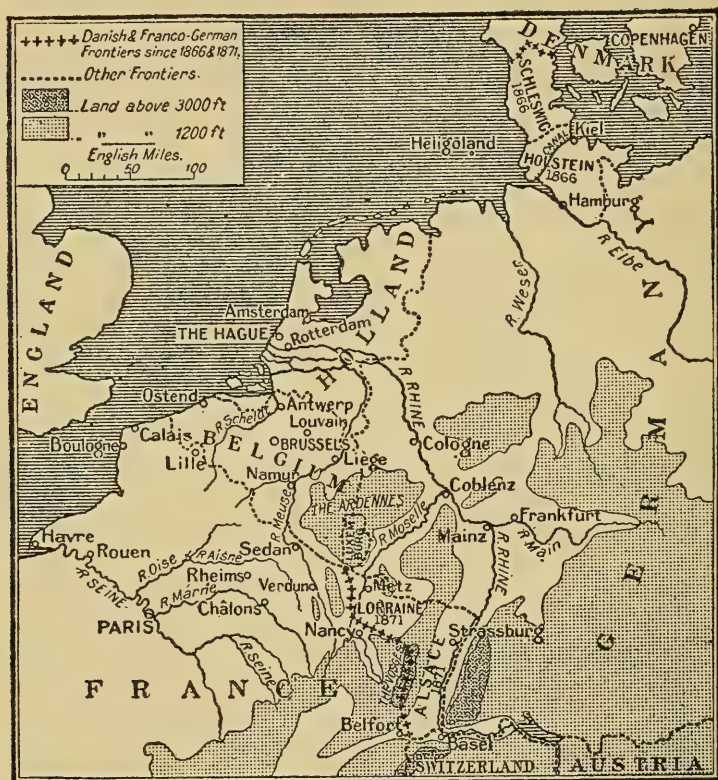 Danish & Franco-German
Frontiers since 1866 & 1871,
Other Frontiers.
Land above 3000 ft
" " 1200 ft
English Miles.
0 50 100
DENMARK
COPENHAGEN
SCHLESWIG
1866
Heligoland
CANAL
Kiel
HOLSTEIN
1866
Hamburg
R Elbe
R. Weser
ENGLAND
HOLLAND
GERMANY
Amsterdam
THE HAGUE
Rotterdam
R RHINE
Ostend
R Scheldt
Antwerp
Louvain
Calais
BELGIUM
BRUSSELS
Boulogne
Lille
Liége
Cologne
Namur
R Meuse
THE ARDENNES
Coblenz
LUXEMBOURG
R Moselle
Frankfurt
Mainz
R Main
Havre
Rouen
R. Oise
R Aisne
Sedan
R. SEINE
Rheims
Verdun
Metz
R. RHINE
R Marne
Châlons
LORRAINE
1871
PARIS
Nancy
Strassburg
R Seine
ALSACE
1871
FRANCE
Belfort
Basel
SWITZERLAND
AUSTRIA